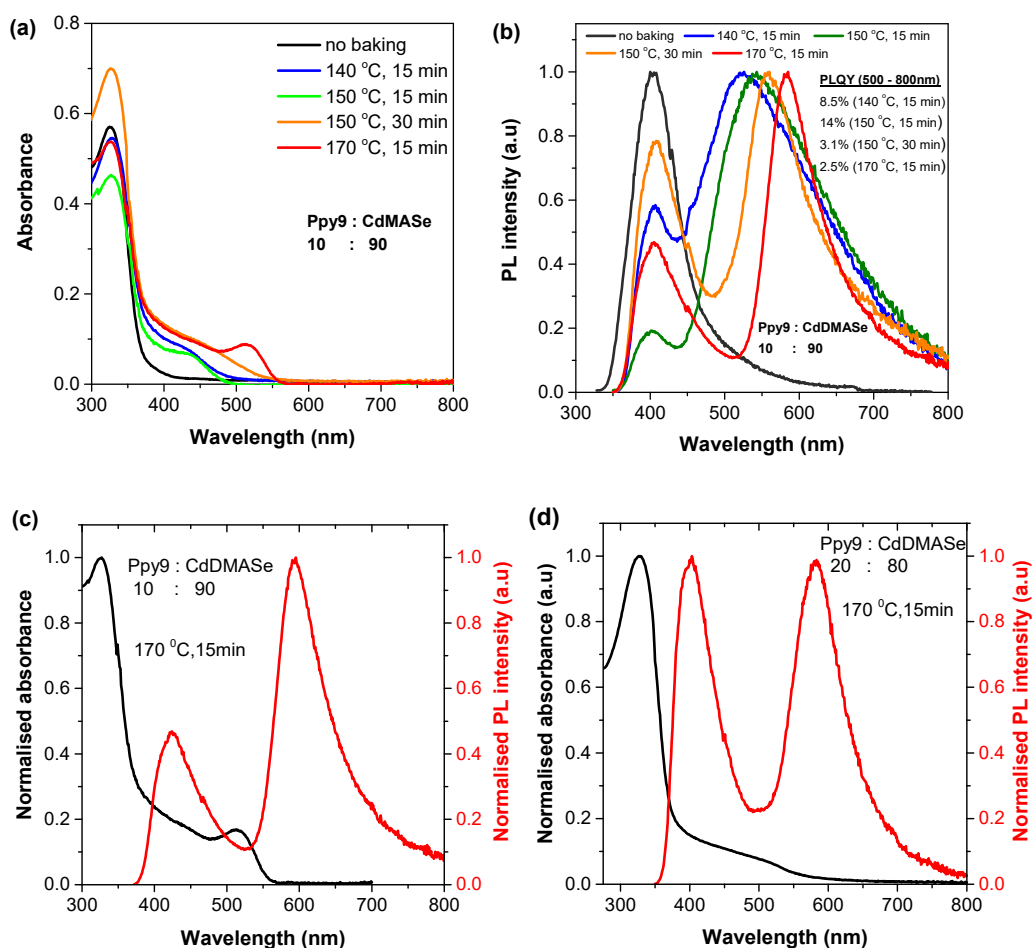 (a)
0.8
0.6
0.4
0.2
0.0
Absorbance
no baking
140 °C, 15 min
150 °C, 15 min
150 °C, 30 min
170 °C, 15 min
Ppy9 : CdMASe
10 : 90
300 400 500 600 700 800
Wavelength (nm)
(b)
no baking 140 °C, 15 min 150 °C, 15 min
150 °C, 30 min 170 °C, 15 min
PLQY (500 - 800nm)
8.5% (140 °C, 15 min)
14% (150 °C, 15 min)
3.1% (150 °C, 30 min)
2.5% (170 °C, 15 min)
1.0
0.8
0.6
0.4
0.2
0.0
PL intensity (a.u)
Ppy9 : CdDMASe
10 : 90
300 400 500 600 700 800
Wavelength (nm)
(c)
1.0
0.8
0.6
0.4
0.2
0.0
Normalised absorbance
Ppy9 : CdDMASe
10 : 90
170 ⁰C,15min
1.0
0.8
0.6
0.4
0.2
0.0
Normalised PL intensity (a.u)
300 400 500 600 700 800
Wavelength (nm)
(d)
1.0
0.8
0.6
0.4
0.2
0.0
Normalised absorbance (a.u)
Ppy9 : CdDMASe
20 : 80
170 ⁰C,15min
1.0
0.8
0.6
0.4
0.2
0.0
Normalised PL intensity (a.u)
300 400 500 600 700 800
Wavelength (nm)